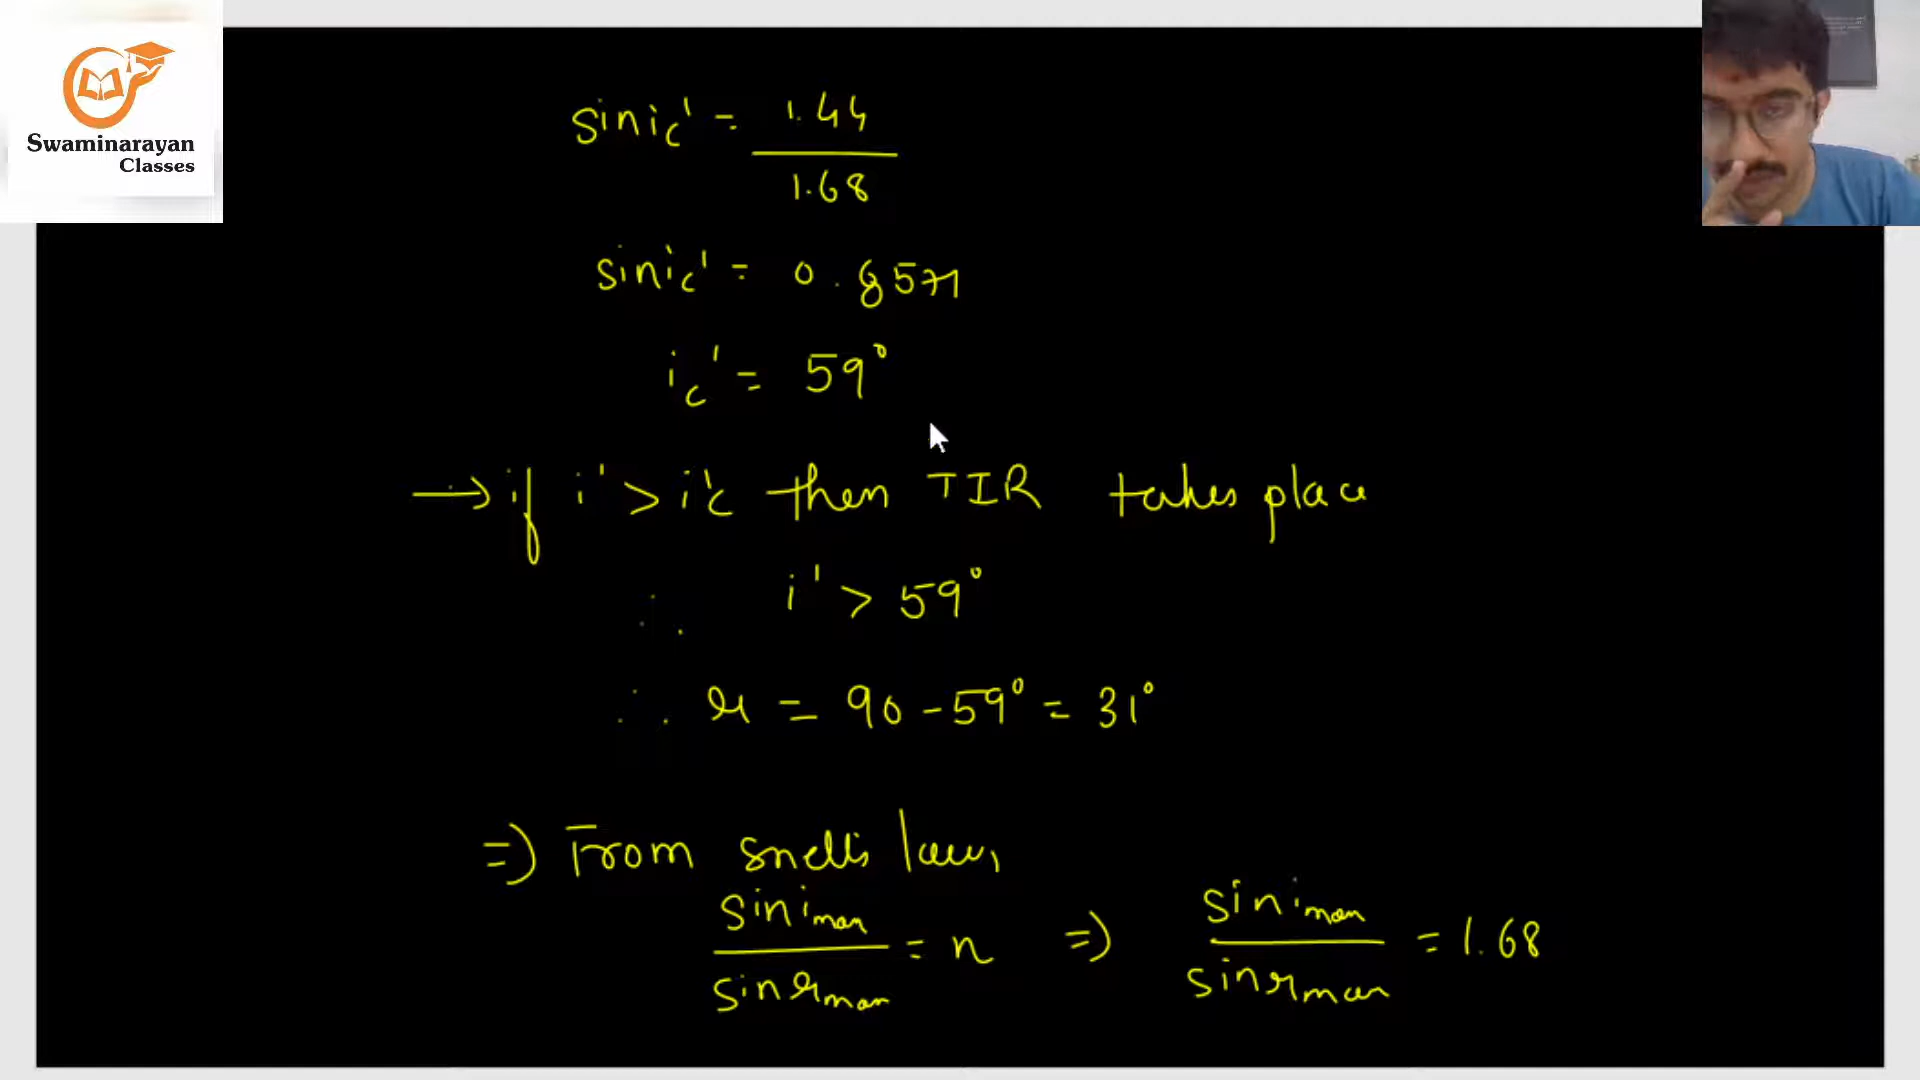 Swaminarayan
Classes
sin ic' = 1.44 / 1.68
sin ic' = 0.8571
ic' = 59°
→ if i' > i'c then TIR takes place
∴ i' > 59°
∴ r = 90 - 59° = 31°
⇒ From snell's law,
sin imax / sin rmax = n ⇒ sin imax / sin rmax = 1.68